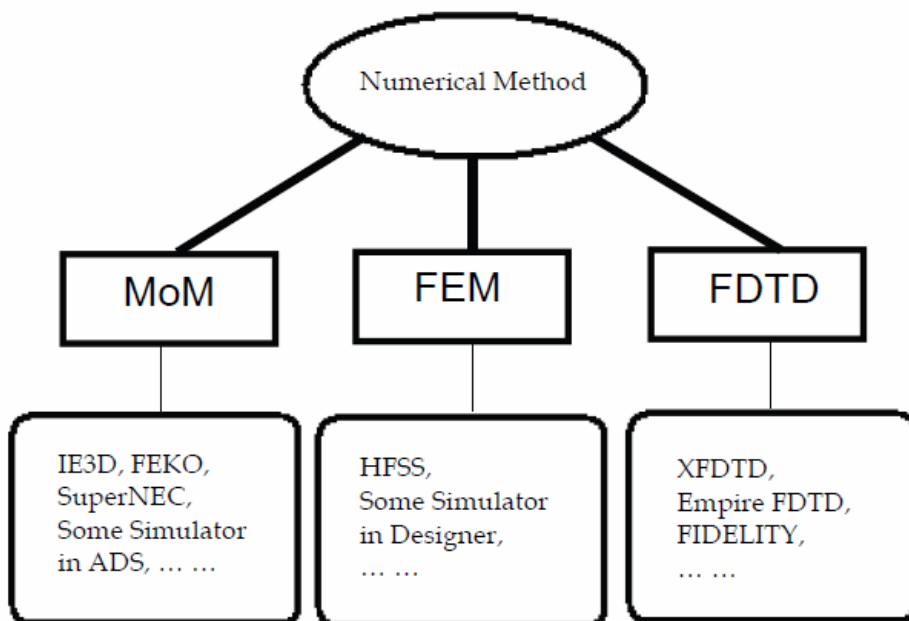 Numerical Method
MoM
FEM
FDTD
IE3D, FEKO,
SuperNEC,
Some Simulator
in ADS, ... ...
HFSS,
Some Simulator
in Designer,
... ...
XFDTD,
Empire FDTD,
FIDELITY,
... ...